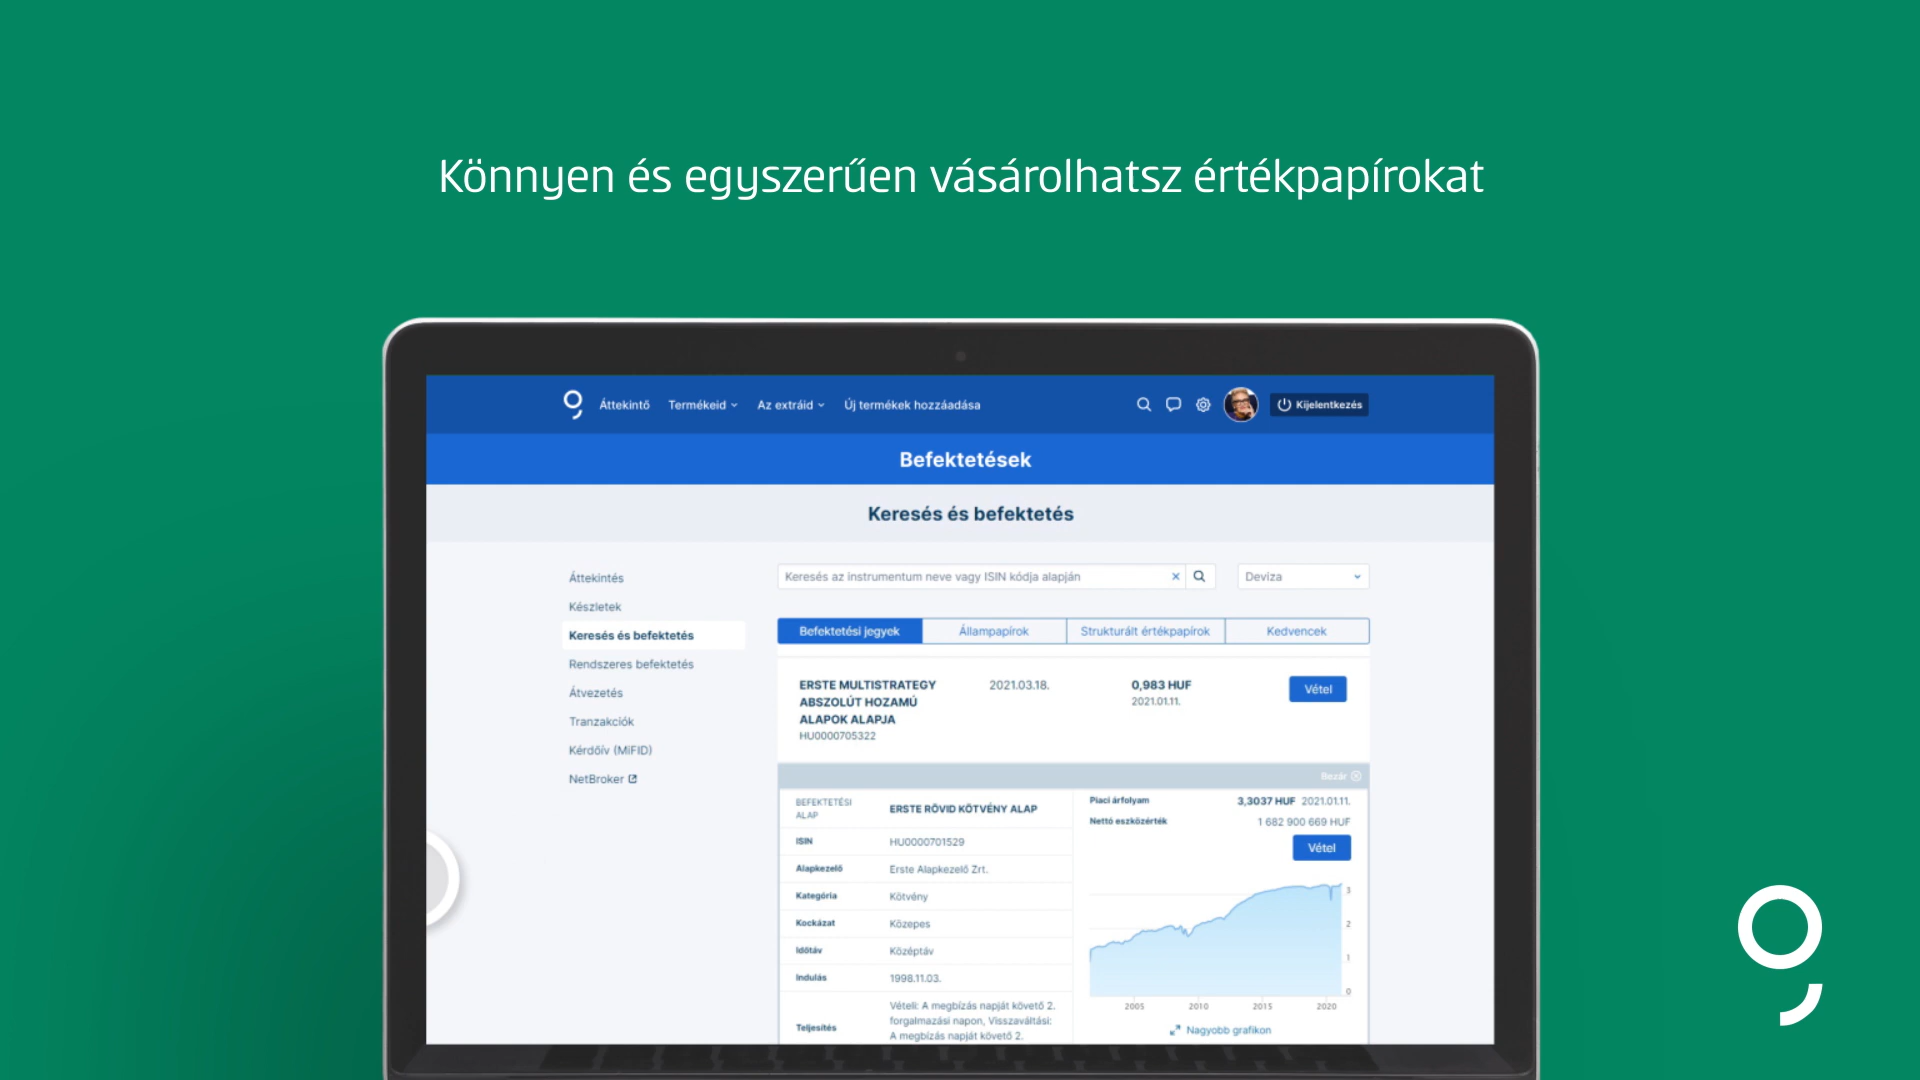 Könnyen és egyszerűen vásárolhatsz értékpapírokat
Áttekintő Termékeid Az extráid Új termékek hozzáadása Kijelentkezés
Befektetések
Keresés és befektetés
Áttekintés
Készletek
Keresés és befektetés
Rendszeres befektetés
Átvezetés
Tranzakciók
Kérdőív (MiFID)
NetBroker
Keresés az instrumentum neve vagy ISIN kódja alapján
Deviza
Befektetési jegyek Állampapírok Strukturált értékpapírok Kedvencek
ERSTE MULTISTRATEGY 2021.03.18. 0,983 HUF Vétel
ABSZOLÚT HOZAMÚ 2021.01.11.
ALAPOK ALAPJA
HU0000705322
Bezár
BEFEKTETÉSI
ALAP
ERSTE RÖVID KÖTVÉNY ALAP
ISIN HU0000701529
Alapkezelő Erste Alapkezelő Zrt.
Kategória Kötvény
Kockázat Közepes
Időtáv Középtáv
Indulás 1998.11.03.
Teljesítés
Vételi: A megbízás napját követő 2.
forgalmazási napon, Visszaváltási:
A megbízás napját követő 2.
Piaci árfolyam 3,3037 HUF 2021.01.11.
Nettó eszközérték 1 682 900 669 HUF
Vétel
3
2
1
0
2005 2010 2015 2020
Nagyobb grafikon